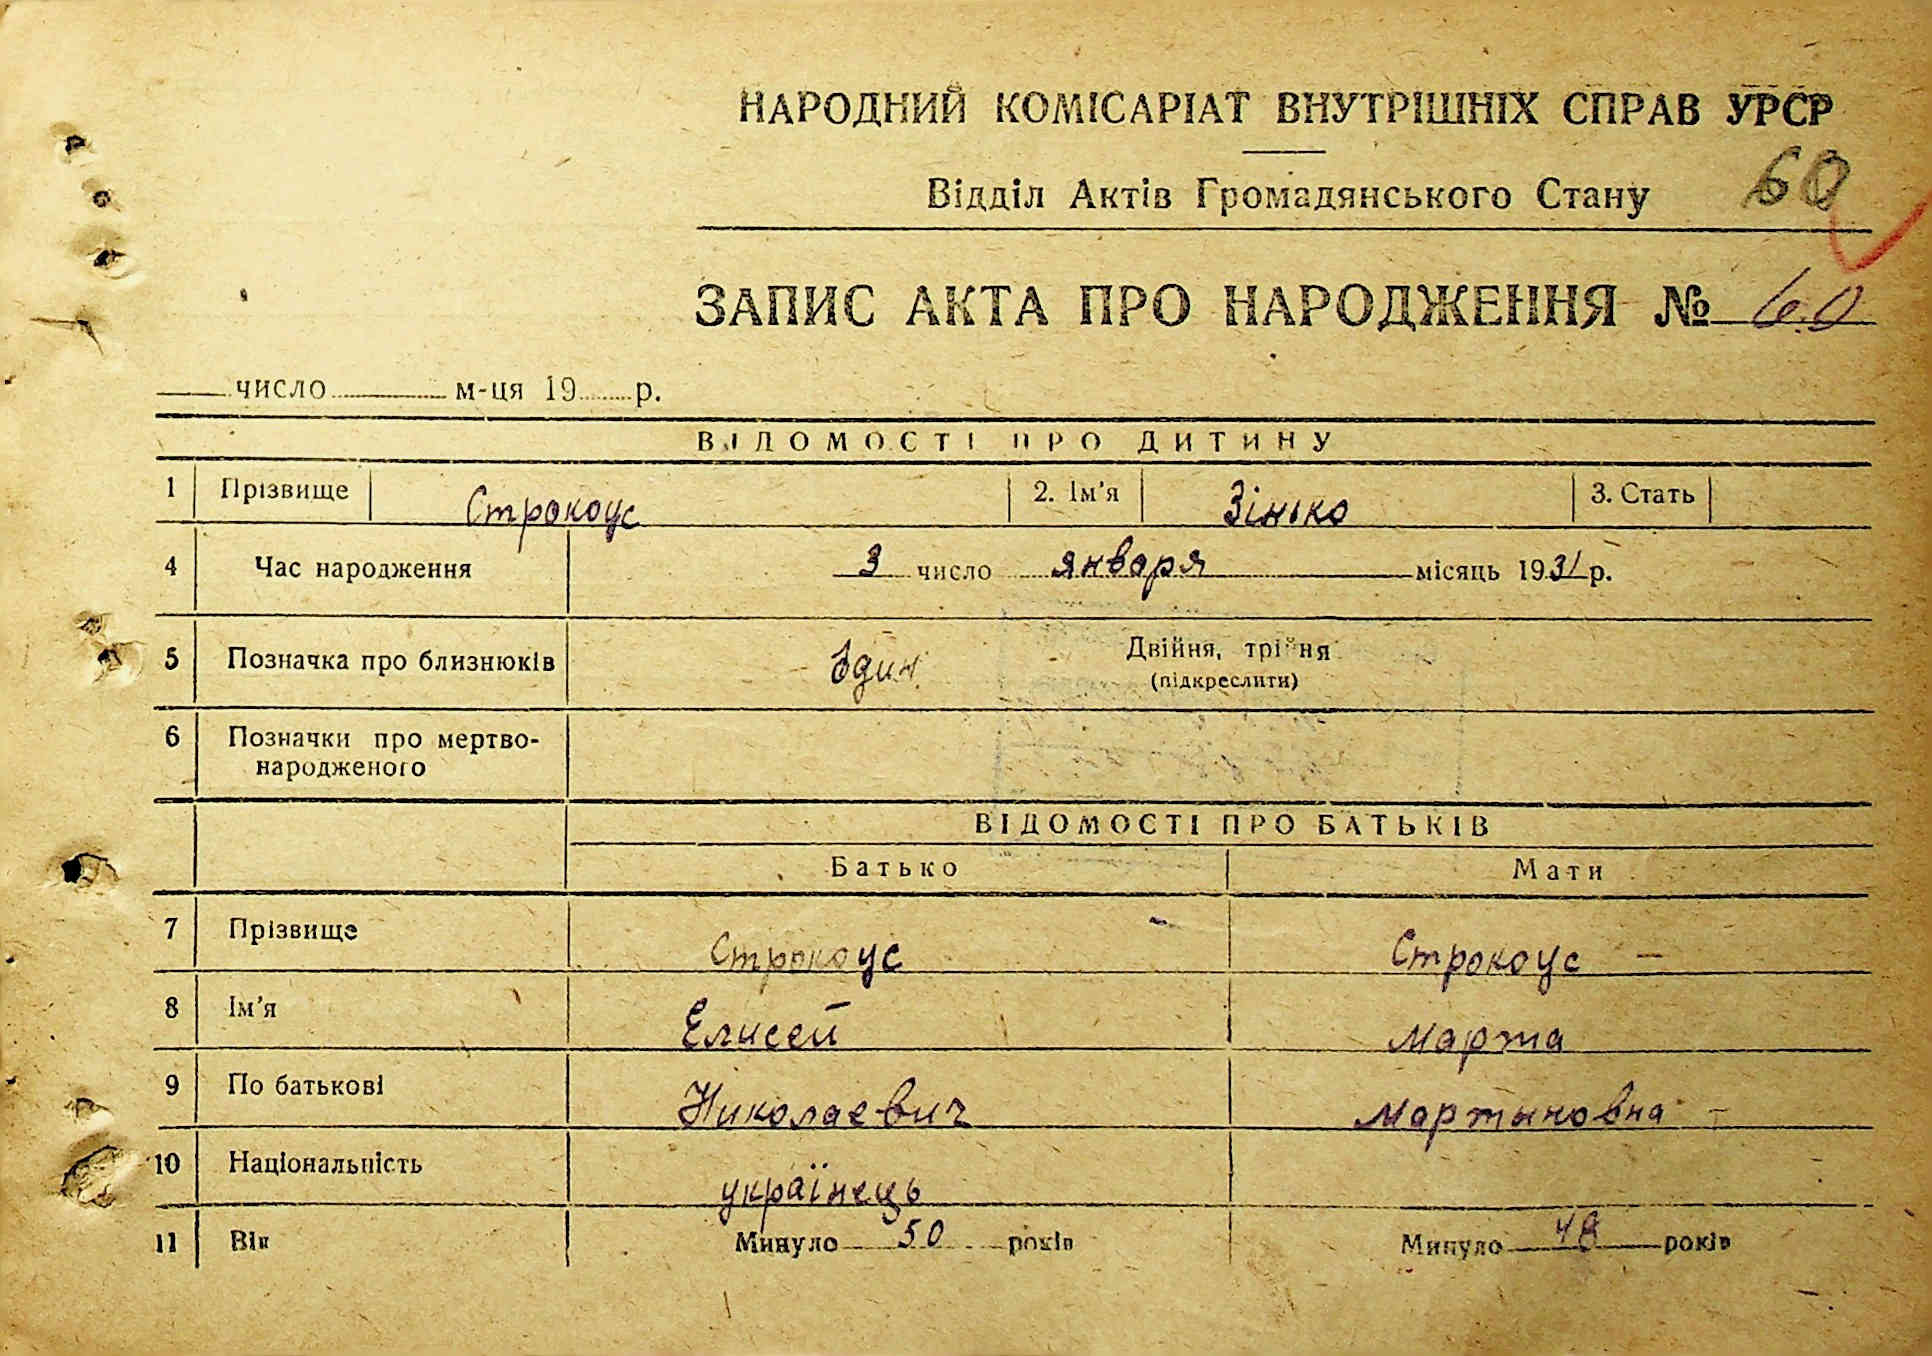 НАРОДНИЙ КОМІСАРІАТ ВНУТРІШНІХ СПРАВ УРСР
Відділ Актів Громадянського Стану 60
ЗАПИС АКТА ПРО НАРОДЖЕННЯ № 60
число м-ця 19 р.
ВІДОМОСТІ ПРО ДИТИНУ
1 Прізвище Строкоус 2. Ім'я Зінько 3. Стать
4 Час народження 3 число января місяць 1931 р.
5 Позначка про близнюків Один Двійня, трійня
(підкреслити)
6 Позначки про мертво-
народженого
ВІДОМОСТІ ПРО БАТЬКІВ
Батько Мати
7 Прізвище Строкоус Строкоус
8 Ім'я Елисей Марта
9 По батькові Николаевич Мартыновна
10 Національність українець
11 Вік Минуло 50 років Минуло 48 років